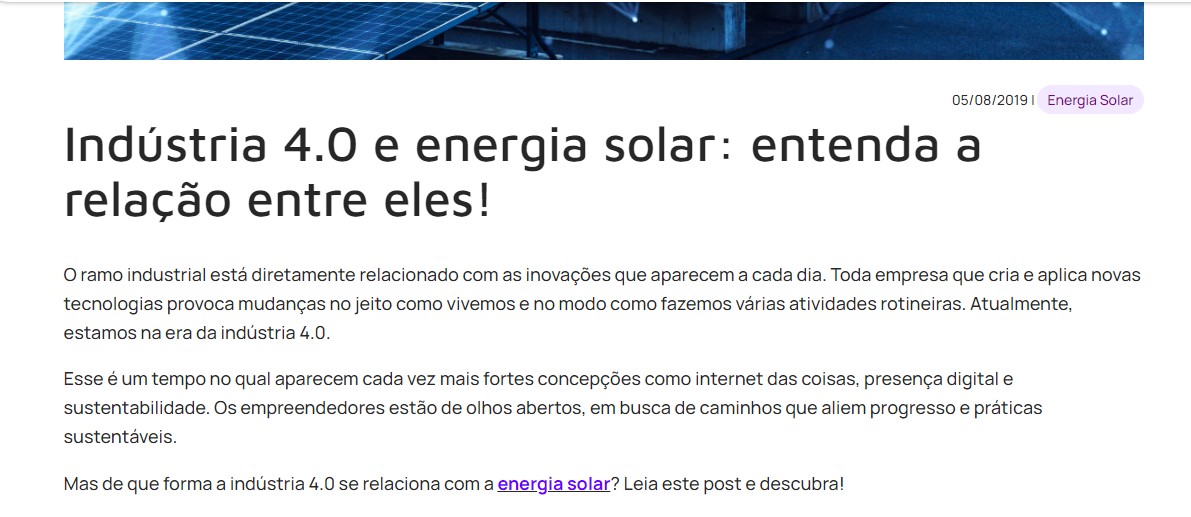 05/08/2019 | Energia Solar
Indústria 4.0 e energia solar: entenda a
relação entre eles!
O ramo industrial está diretamente relacionado com as inovações que aparecem a cada dia. Toda empresa que cria e aplica novas
tecnologias provoca mudanças no jeito como vivemos e no modo como fazemos várias atividades rotineiras. Atualmente,
estamos na era da indústria 4.0.
Esse é um tempo no qual aparecem cada vez mais fortes concepções como internet das coisas, presença digital e
sustentabilidade. Os empreendedores estão de olhos abertos, em busca de caminhos que aliem progresso e práticas
sustentáveis.
Mas de que forma a indústria 4.0 se relaciona com a energia solar? Leia este post e descubra!